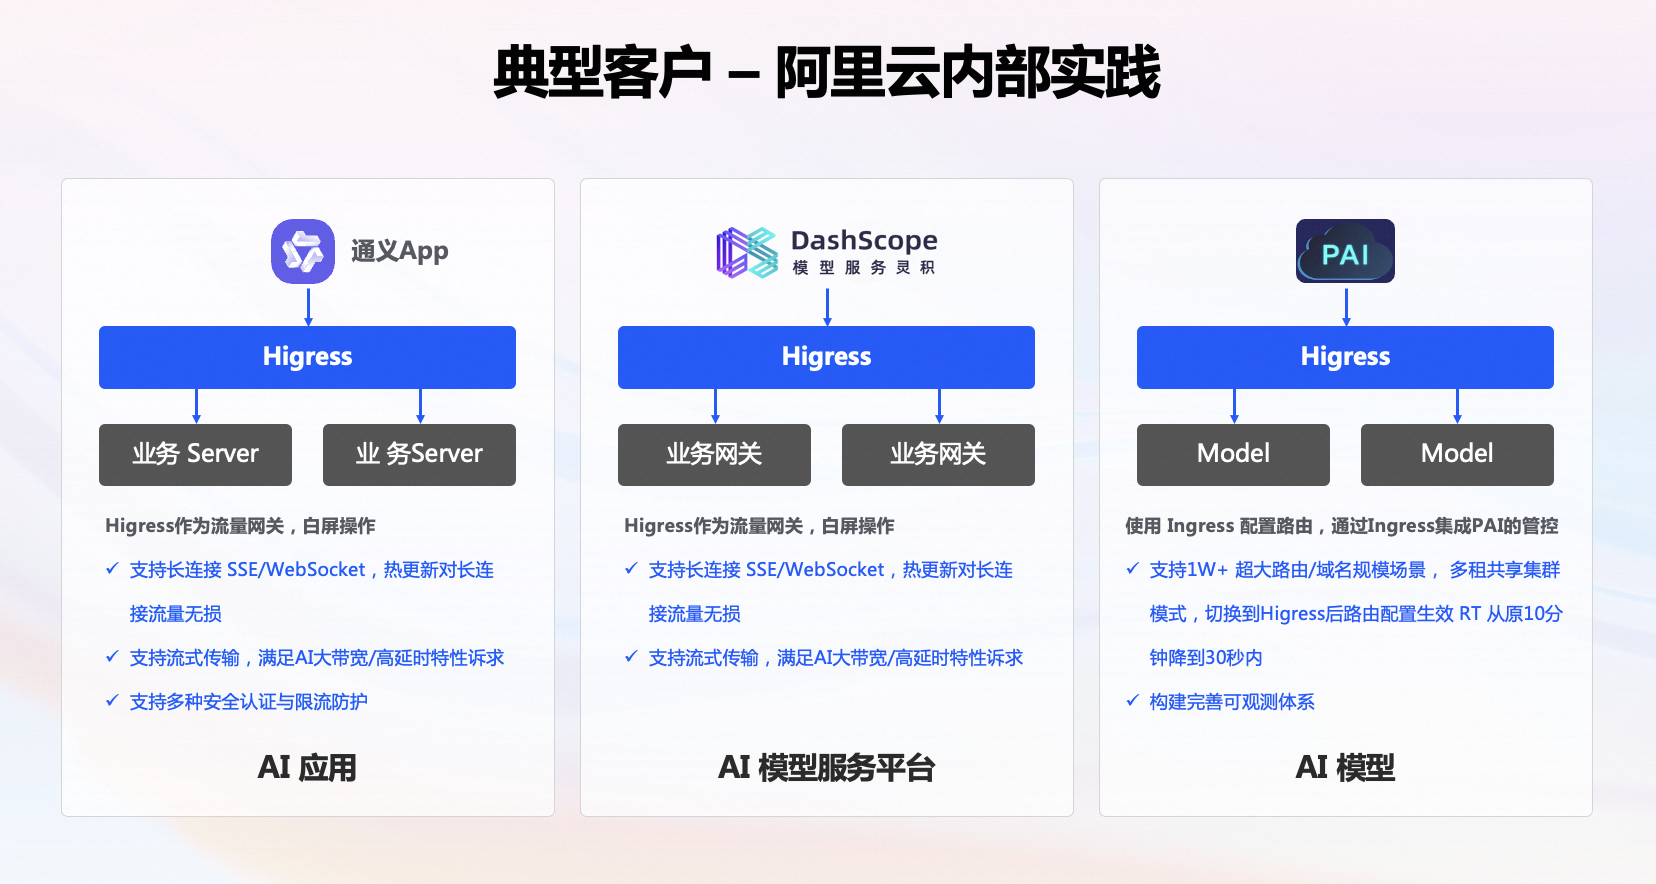 典型客户 – 阿里云内部实践
通义App
Higress
业务 Server
业 务Server
Higress作为流量网关，白屏操作
✓ 支持长连接 SSE/WebSocket，热更新对长连
接流量无损
✓ 支持流式传输，满足AI大带宽/高延时特性诉求
✓ 支持多种安全认证与限流防护
AI 应用
DashScope
模型服务灵积
Higress
业务网关
业务网关
Higress作为流量网关，白屏操作
✓ 支持长连接 SSE/WebSocket，热更新对长连
接流量无损
✓ 支持流式传输，满足AI大带宽/高延时特性诉求
AI 模型服务平台
PAI
Higress
Model
Model
使用 Ingress 配置路由，通过Ingress集成PAI的管控
✓ 支持1W+ 超大路由/域名规模场景， 多租共享集群
模式，切换到Higress后路由配置生效 RT 从原10分
钟降到30秒内
✓ 构建完善可观测体系
AI 模型